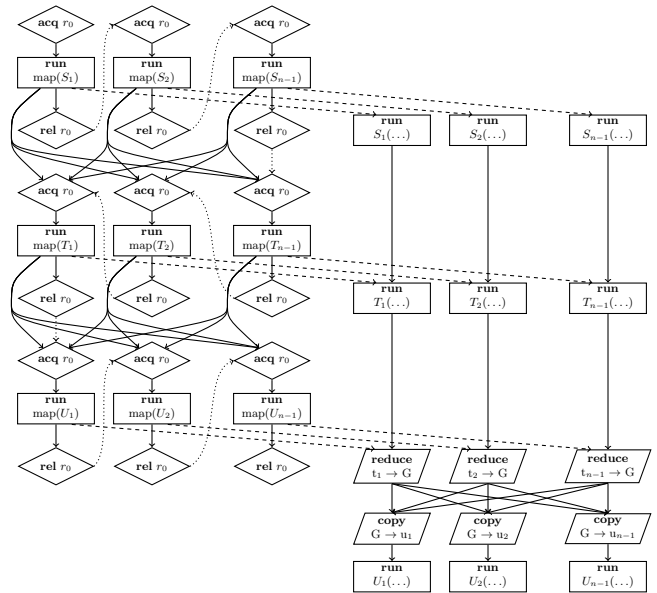 acq r₀ acq r₀ acq r₀
run run run
map(S₁) map(S₂) map(Sₙ₋₁)
rel r₀ rel r₀ rel r₀
run run run
S₁(...) S₂(...) Sₙ₋₁(...)
acq r₀ acq r₀ acq r₀
run run run
map(T₁) map(T₂) map(Tₙ₋₁)
rel r₀ rel r₀ rel r₀
run run run
T₁(...) T₂(...) Tₙ₋₁(...)
acq r₀ acq r₀ acq r₀
run run run
map(U₁) map(U₂) map(Uₙ₋₁)
rel r₀ rel r₀ rel r₀
reduce reduce reduce
t₁ → G t₂ → G tₙ₋₁ → G
copy copy copy
G → u₁ G → u₂ G → uₙ₋₁
run run run
U₁(...) U₂(...) Uₙ₋₁(...)